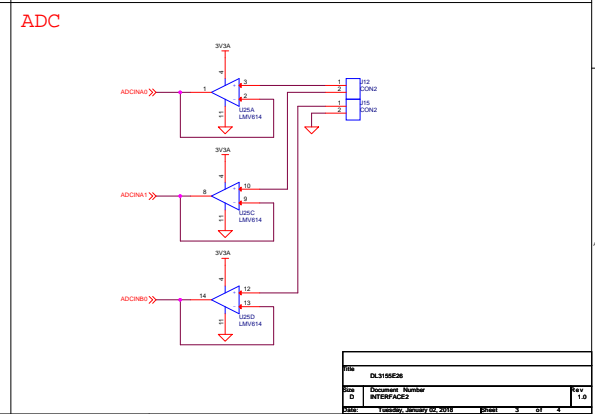 ADC
3V3A
4
ADCINA0
1
3
2
+
-
11
U25A
LMV614
1
2
J12
CON2
1
2
J15
CON2
3V3A
4
ADCINA1
8
10
9
+
-
11
U25C
LMV614
3V3A
4
ADCINB0
14
12
13
+
-
11
U25D
LMV614
Title
DL3155E26
Size Document Number Rev
D INTERFACE2 1.0
Date: Tuesday, January 02, 2018 Sheet 3 of 4